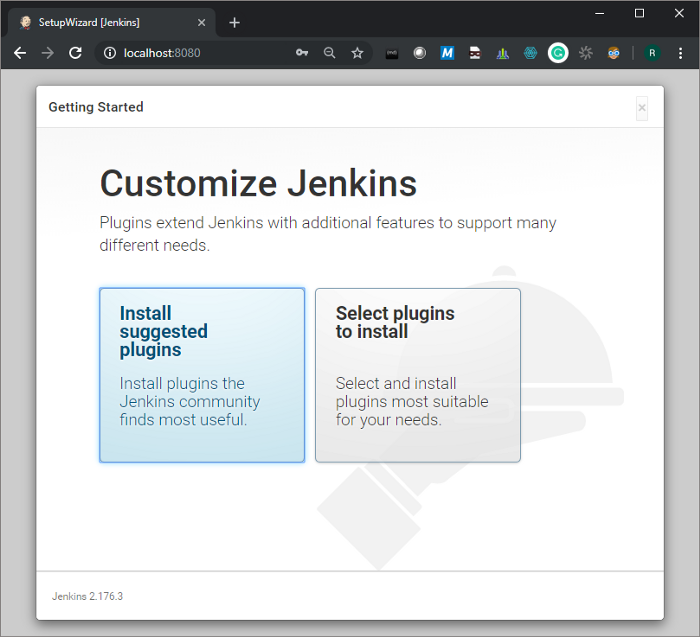 SetupWizard [Jenkins]
localhost:8080
M
G
R
Getting Started
Customize Jenkins
Plugins extend Jenkins with additional features to support many
different needs.
Install
suggested
plugins
Install plugins the
Jenkins community
finds most useful.
Select plugins
to install
Select and install
plugins most suitable
for your needs.
Jenkins 2.176.3